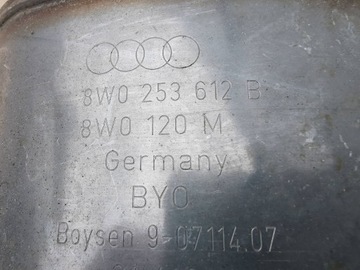 8W0 253 612 B
8W0 120 M
Germany
BYO
Boysen 9-07114.07